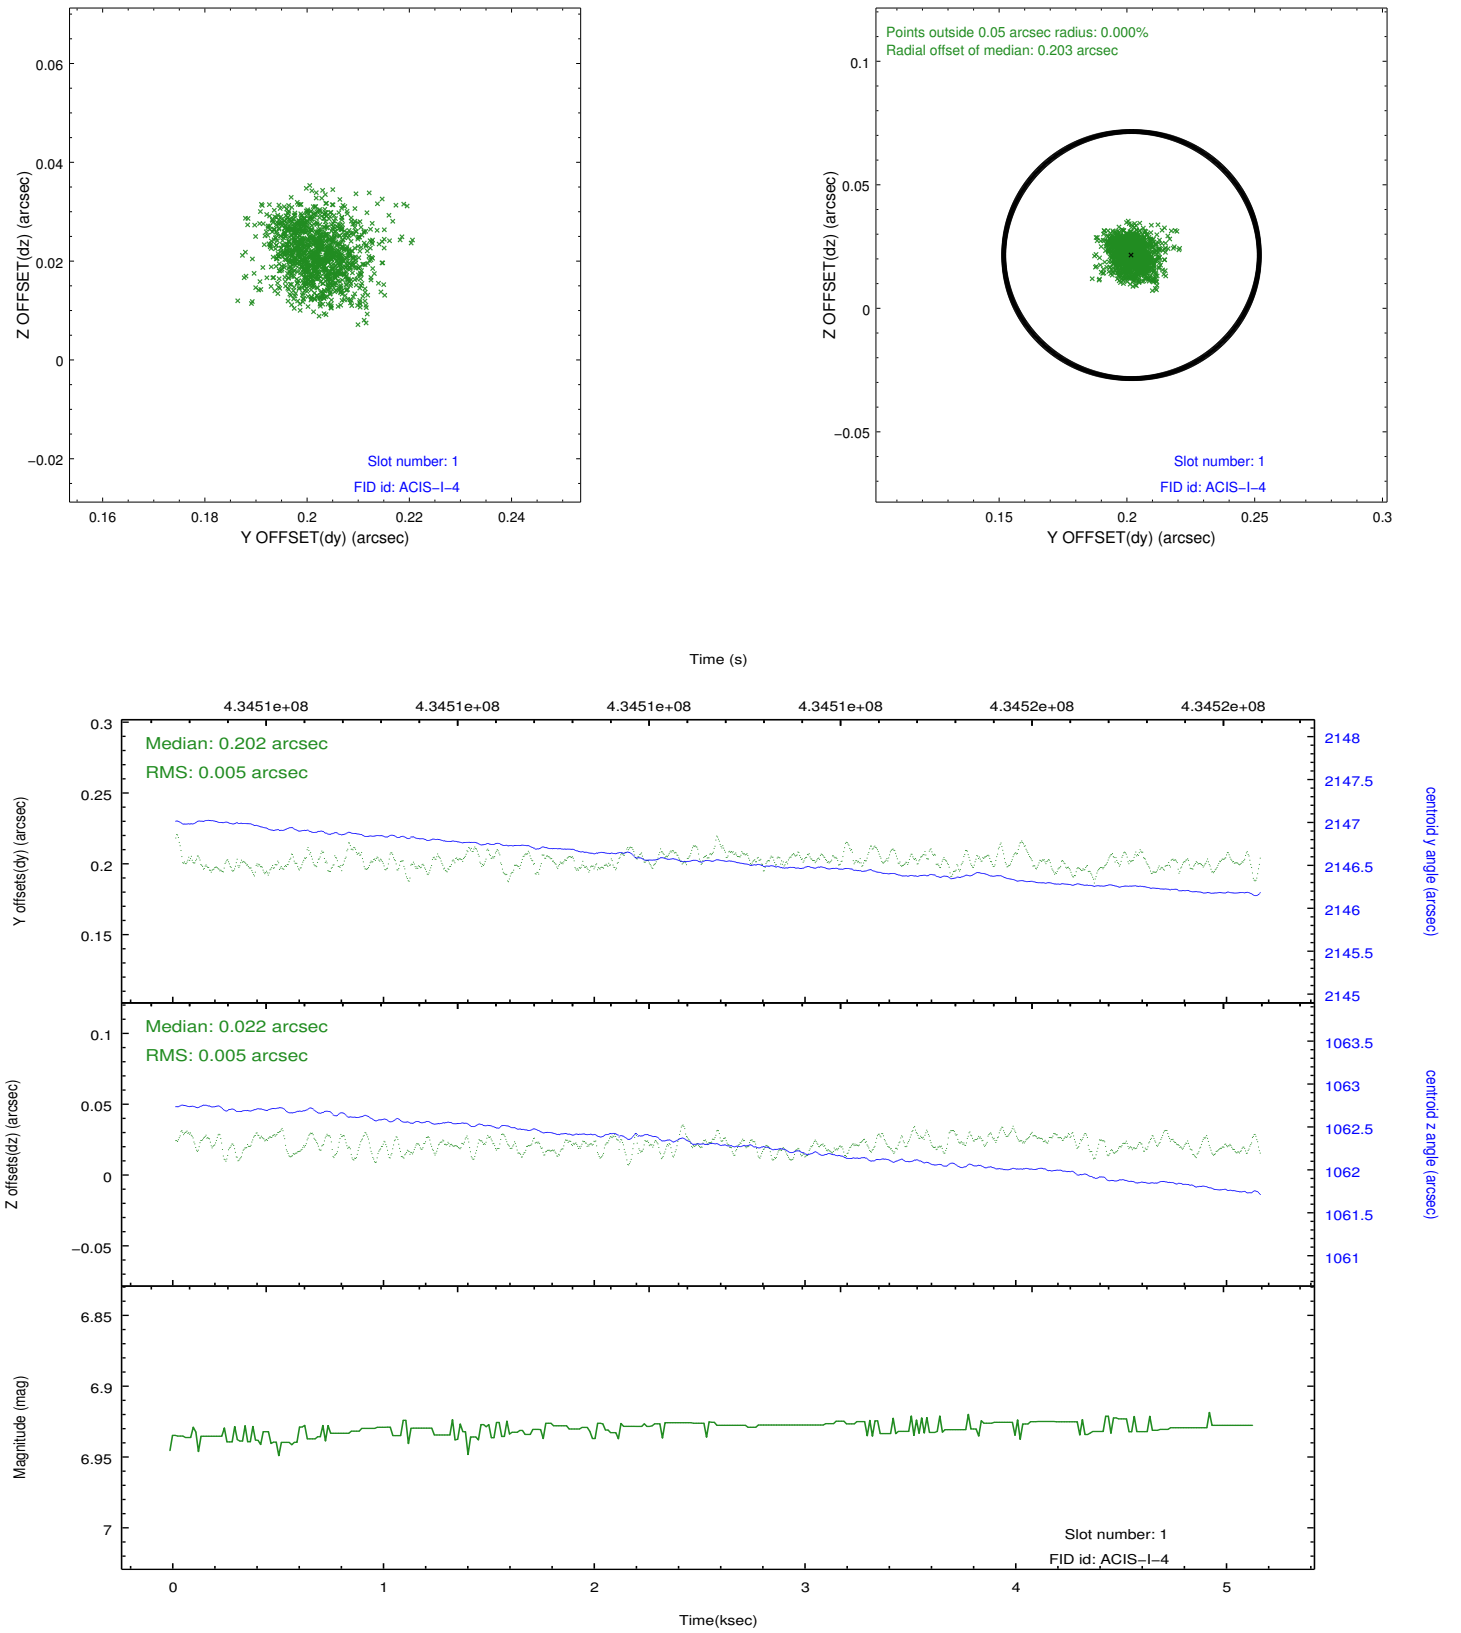 0.06
0.04
0.02
0
−0.02
Z OFFSET(dz) (arcsec)
Slot number: 1
FID id: ACIS−I−4
0.16
0.18
0.2
0.22
0.24
Y OFFSET(dy) (arcsec)
Points outside 0.05 arcsec radius: 0.000%
Radial offset of median: 0.203 arcsec
0.1
0.05
0
−0.05
Z OFFSET(dz) (arcsec)
Slot number: 1
FID id: ACIS−I−4
0.15
0.2
0.25
0.3
Y OFFSET(dy) (arcsec)
Time (s)
4.3451e+08
4.3451e+08
4.3451e+08
4.3451e+08
4.3452e+08
4.3452e+08
Median: 0.202 arcsec
RMS: 0.005 arcsec
0.3
0.25
0.2
0.15
Y offsets(dy) (arcsec)
2148
2147.5
2147
2146.5
2146
2145.5
2145
centroid y angle (arcsec)
Median: 0.022 arcsec
RMS: 0.005 arcsec
0.1
0.05
0
−0.05
Z offsets(dz) (arcsec)
1063.5
1063
1062.5
1062
1061.5
1061
centroid z angle (arcsec)
6.85
6.9
6.95
7
Magnitude (mag)
Slot number: 1
FID id: ACIS−I−4
0
1
2
3
4
5
Time(ksec)